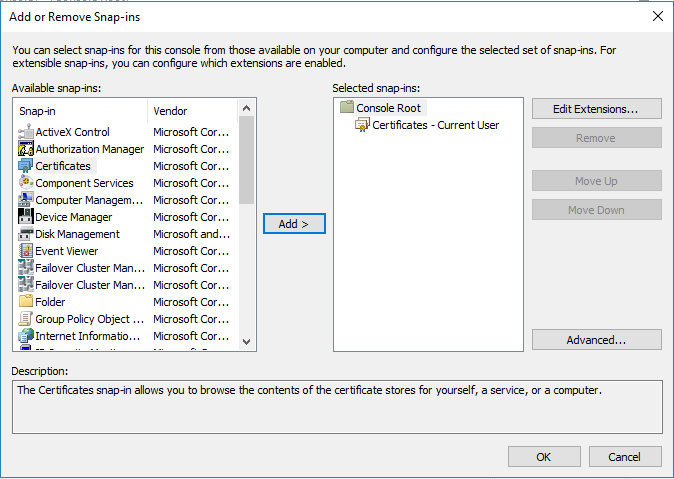 Add or Remove Snap-ins
You can select snap-ins for this console from those available on your computer and configure the selected set of snap-ins. For
extensible snap-ins, you can configure which extensions are enabled.
Available snap-ins:
Snap-in Vendor
ActiveX Control Microsoft Cor...
Authorization Manager Microsoft Cor...
Certificates Microsoft Cor...
Component Services Microsoft Cor...
Computer Managem... Microsoft Cor...
Device Manager Microsoft Cor...
Disk Management Microsoft and...
Event Viewer Microsoft Cor...
Failover Cluster Man... Microsoft Cor...
Failover Cluster Man... Microsoft Cor...
Folder Microsoft Cor...
Group Policy Object ... Microsoft Cor...
Internet Informatio... Microsoft Cor...
Add >
Selected snap-ins:
Console Root
Certificates - Current User
Edit Extensions...
Remove
Move Up
Move Down
Advanced...
Description:
The Certificates snap-in allows you to browse the contents of the certificate stores for yourself, a service, or a computer.
OK
Cancel